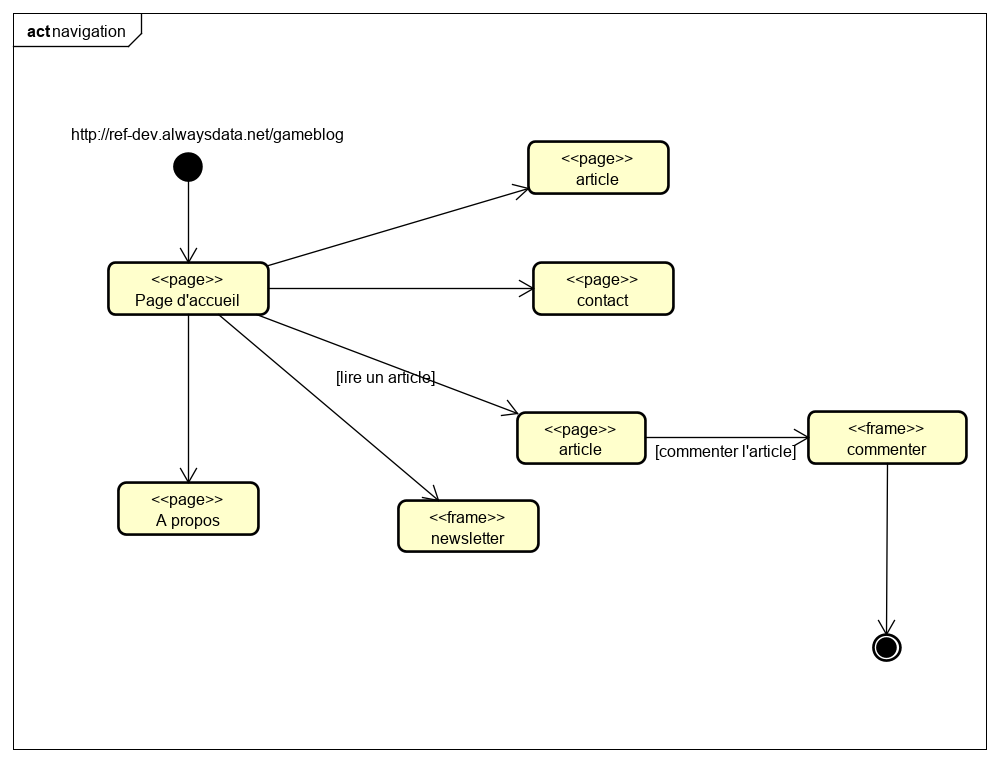 act navigation
http://ref-dev.alwaysdata.net/gameblog
<<page>>
article
<<page>>
Page d'accueil
<<page>>
contact
[lire un article]
<<page>>
article
[commenter l'article]
<<frame>>
commenter
<<page>>
A propos
<<frame>>
newsletter